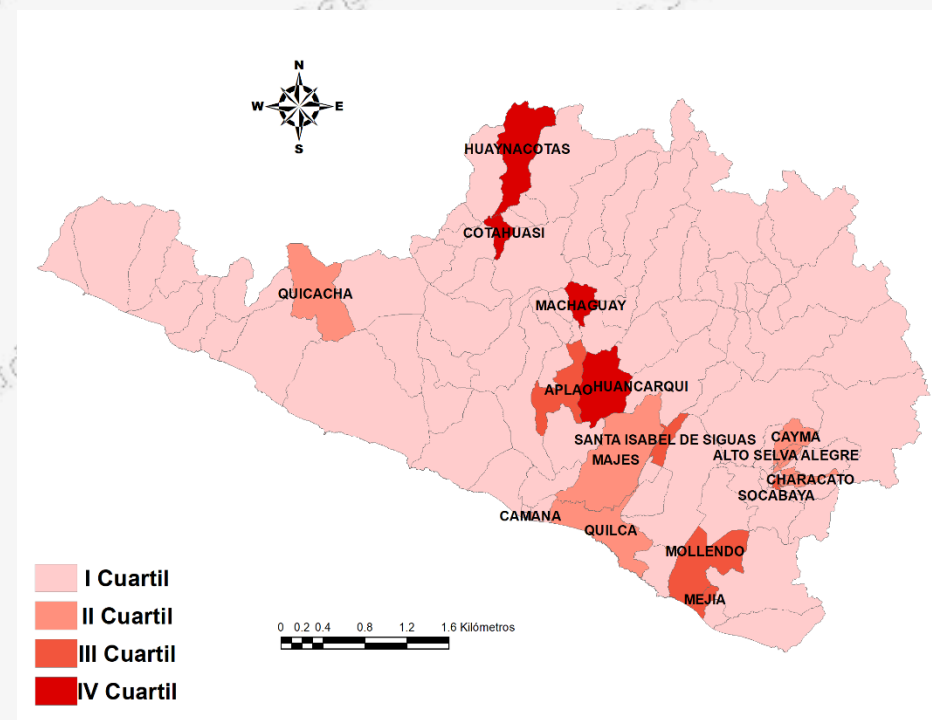 N
W E
S
HUAYNACOTAS
COTAHUASI
QUICACHA
MACHAGUAY
APLAO
HUANCARQUI
SANTA ISABEL DE SIGUAS
CAYMA
MAJES
ALTO SELVA ALEGRE
CHARACATO
SOCABAYA
CAMANA
QUILCA
MOLLENDO
MEJIA
I Cuartil
II Cuartil
III Cuartil
IV Cuartil
0 0.2 0.4 0.8 1.2 1.6 Kilómetros